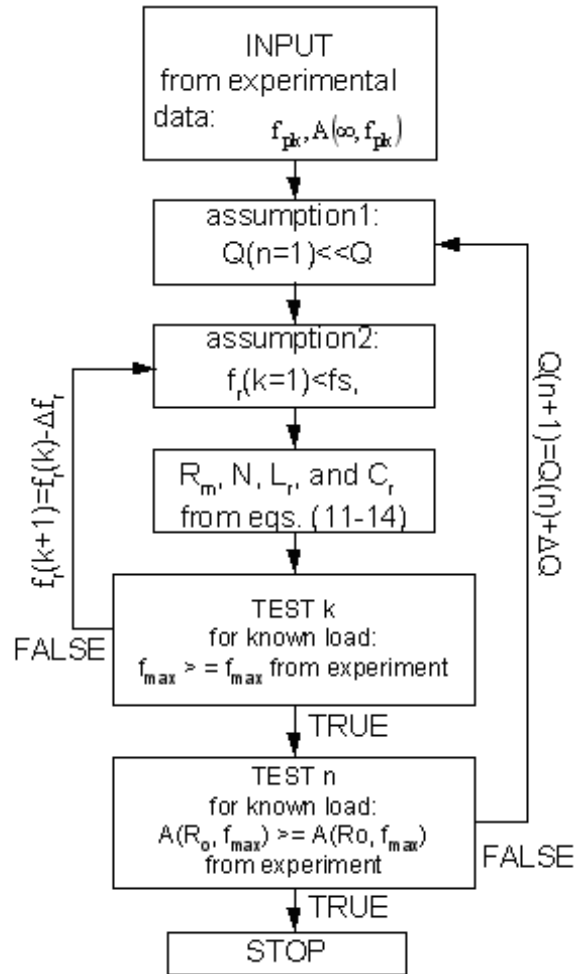 INPUT
from experimental
data: f_pk, A(∞, f_pk)
assumption1:
Q(n=1)<<Q
assumption2:
f_r(k=1)<fs,
R_m, N, L_r, and C_r
from eqs. (11-14)
f_r(k+1)=f_r(k)-Δf_r
TEST k
for known load:
f_max >= f_max from experiment
FALSE
TRUE
TEST n
for known load:
A(R_o, f_max) >= A(Ro, f_max)
from experiment
FALSE
Q(n+1)=Q(n)+ΔQ
TRUE
STOP